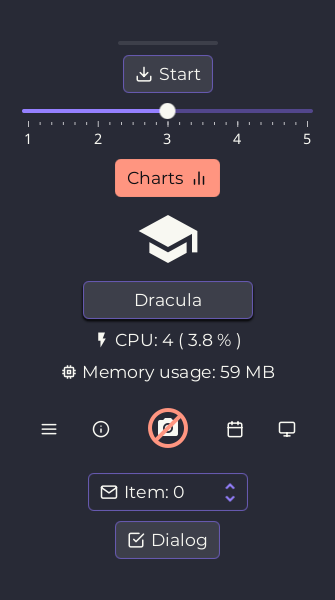 Start
1 2 3 4 5
Charts
Dracula
CPU: 4 ( 3.8 % )
Memory usage: 59 MB
Item: 0
Dialog